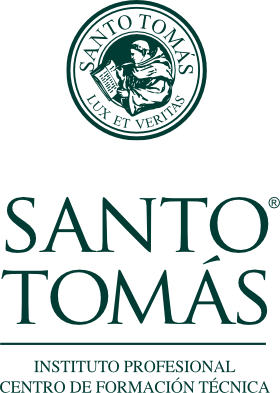 SANTO TOMÁS
LUX ET VERITAS
SANTO®
TOMÁS
INSTITUTO PROFESIONAL
CENTRO DE FORMACIÓN TÉCNICA